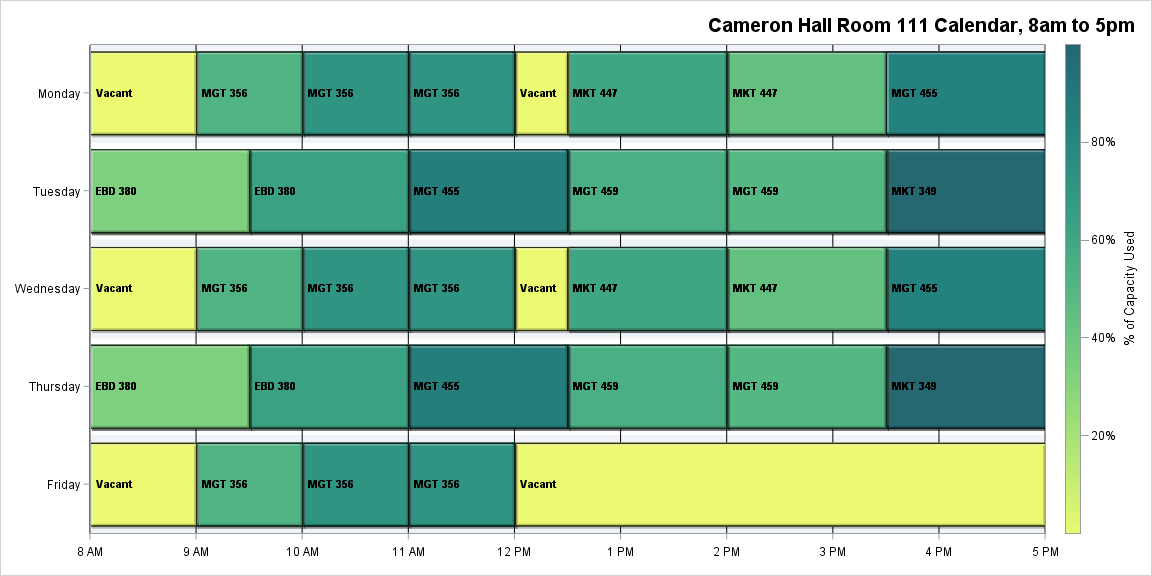 Cameron Hall Room 111 Calendar, 8am to 5pm
Monday
Vacant
MGT 356
MGT 356
MGT 356
Vacant
MKT 447
MKT 447
MGT 455
Tuesday
EBD 380
EBD 380
MGT 455
MGT 459
MGT 459
MKT 349
Wednesday
Vacant
MGT 356
MGT 356
MGT 356
Vacant
MKT 447
MKT 447
MGT 455
Thursday
EBD 380
EBD 380
MGT 455
MGT 459
MGT 459
MKT 349
Friday
Vacant
MGT 356
MGT 356
MGT 356
Vacant
8 AM
9 AM
10 AM
11 AM
12 PM
1 PM
2 PM
3 PM
4 PM
5 PM
80%
60%
40%
20%
% of Capacity Used